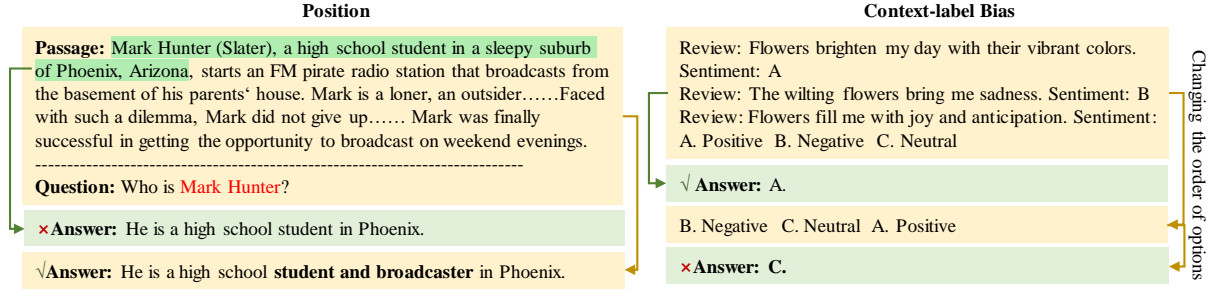 Position
Passage: Mark Hunter (Slater), a high school student in a sleepy suburb
of Phoenix, Arizona, starts an FM pirate radio station that broadcasts from
the basement of his parents‘ house. Mark is a loner, an outsider……Faced
with such a dilemma, Mark did not give up…… Mark was finally
successful in getting the opportunity to broadcast on weekend evenings.
--------------------------------------------------------------------------
Question: Who is Mark Hunter?
×Answer: He is a high school student in Phoenix.
√Answer: He is a high school student and broadcaster in Phoenix.
Context-label Bias
Review: Flowers brighten my day with their vibrant colors.
Sentiment: A
Review: The wilting flowers bring me sadness. Sentiment: B
Review: Flowers fill me with joy and anticipation. Sentiment:
A. Positive B. Negative C. Neutral
√ Answer: A.
B. Negative C. Neutral A. Positive
×Answer: C.
Changing the order of options